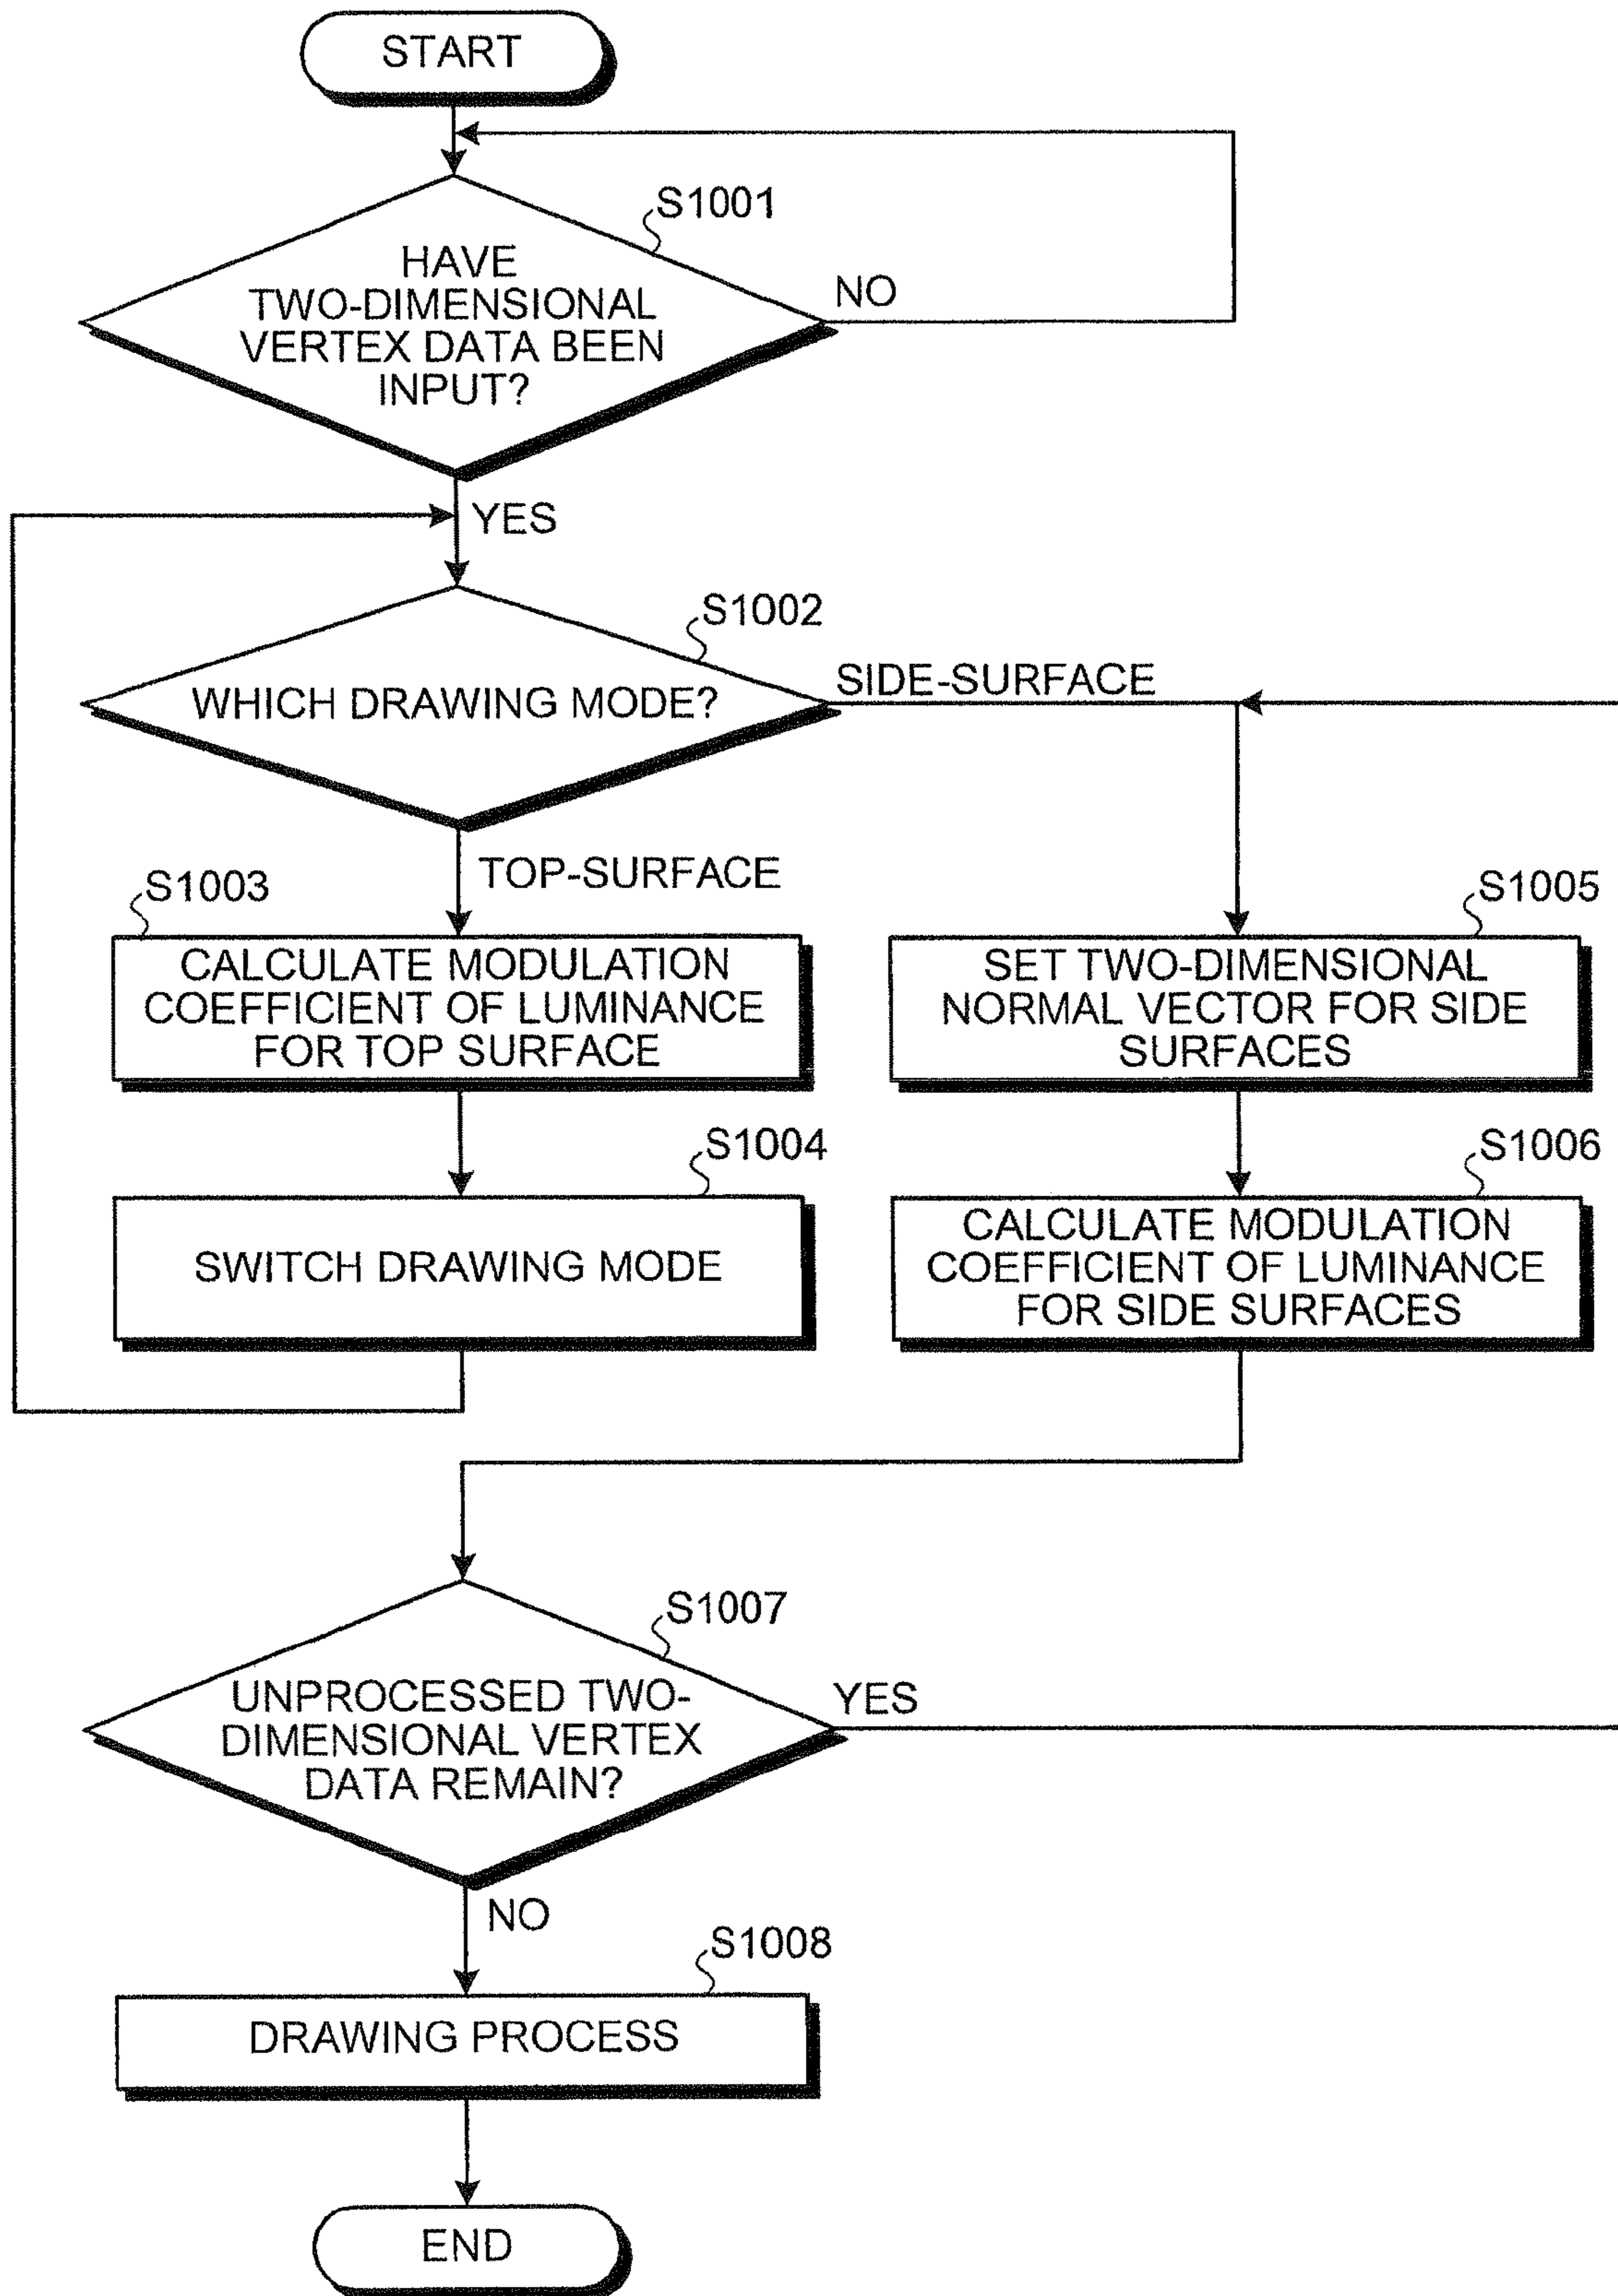 START
S1001
HAVE
TWO-DIMENSIONAL
VERTEX DATA BEEN
INPUT?
NO
YES
S1002
WHICH DRAWING MODE?
SIDE-SURFACE
TOP-SURFACE
S1003
CALCULATE MODULATION
COEFFICIENT OF LUMINANCE
FOR TOP SURFACE
S1005
SET TWO-DIMENSIONAL
NORMAL VECTOR FOR SIDE
SURFACES
S1004
SWITCH DRAWING MODE
S1006
CALCULATE MODULATION
COEFFICIENT OF LUMINANCE
FOR SIDE SURFACES
S1007
UNPROCESSED TWO-
DIMENSIONAL VERTEX
DATA REMAIN?
YES
NO
S1008
DRAWING PROCESS
END